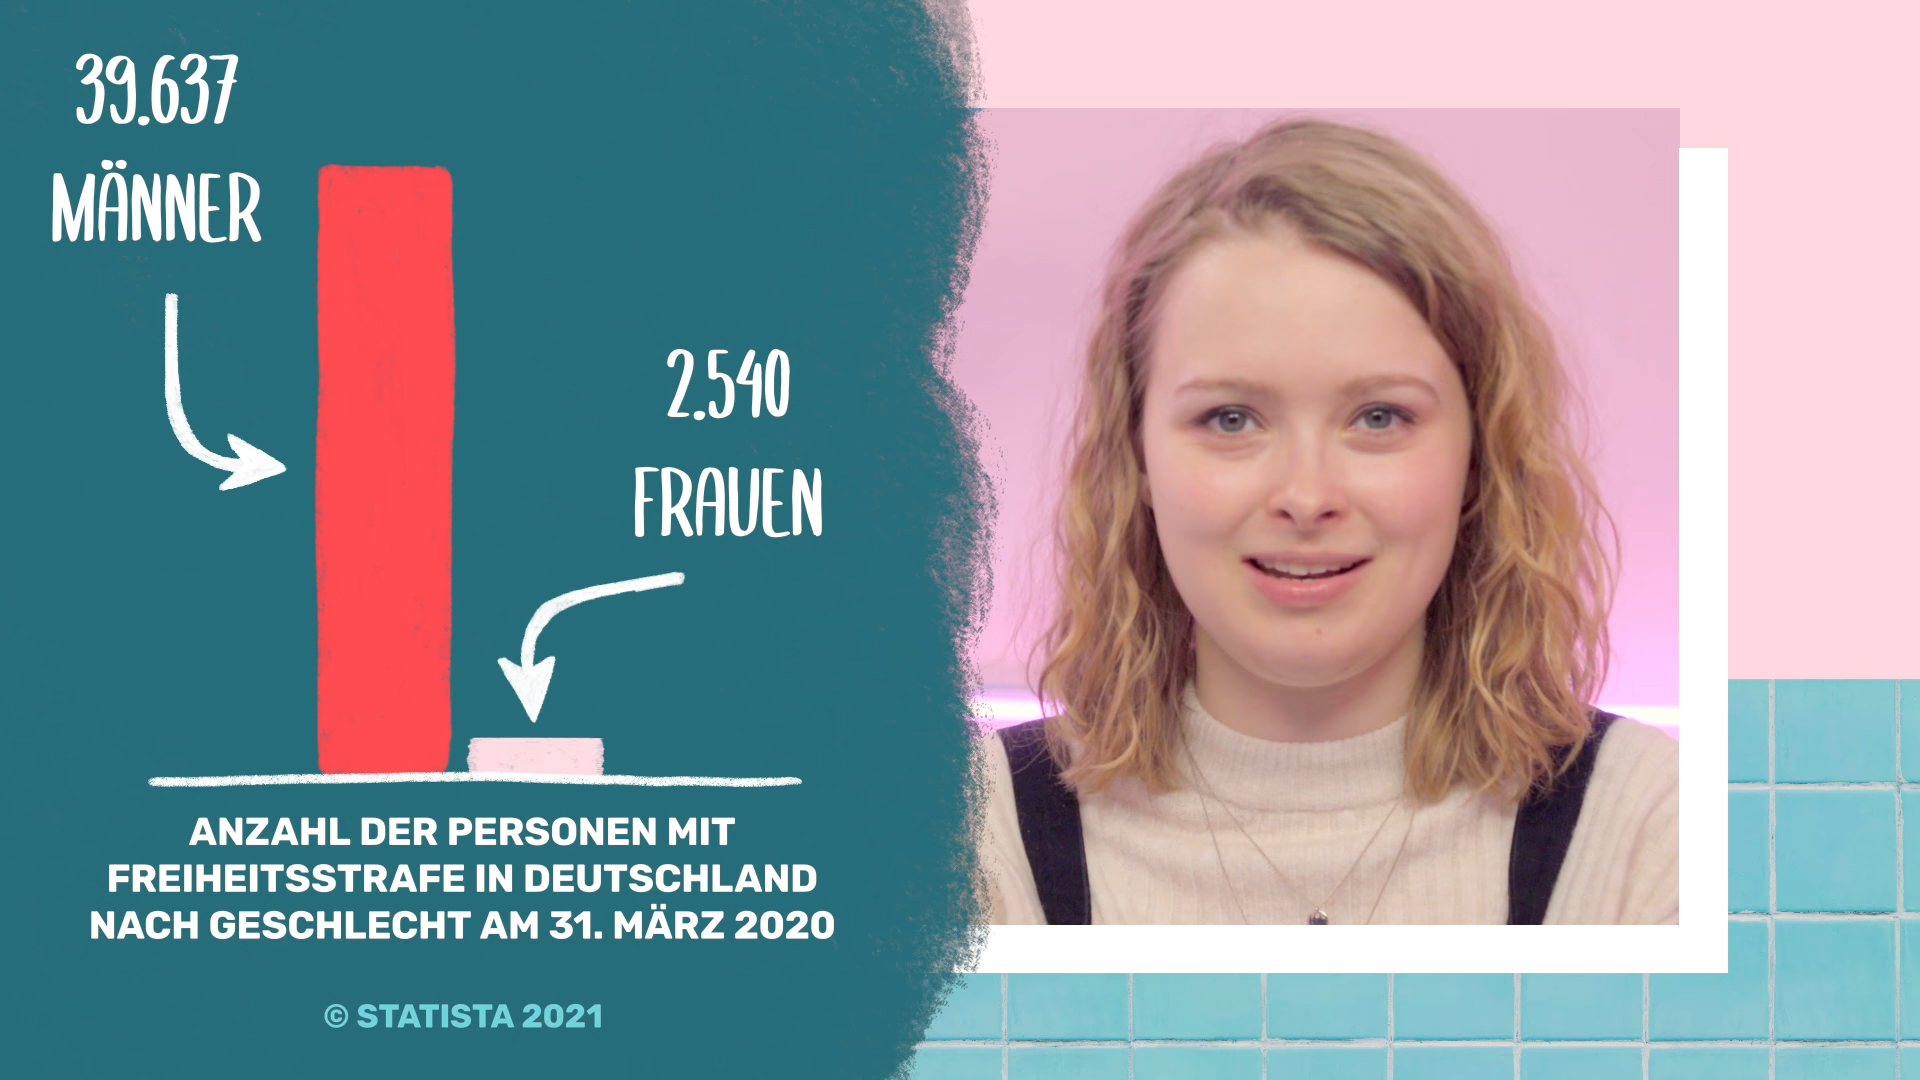 39.637
MÄNNER
2.540
FRAUEN
ANZAHL DER PERSONEN MIT
FREIHEITSSTRAFE IN DEUTSCHLAND
NACH GESCHLECHT AM 31. MÄRZ 2020
© STATISTA 2021